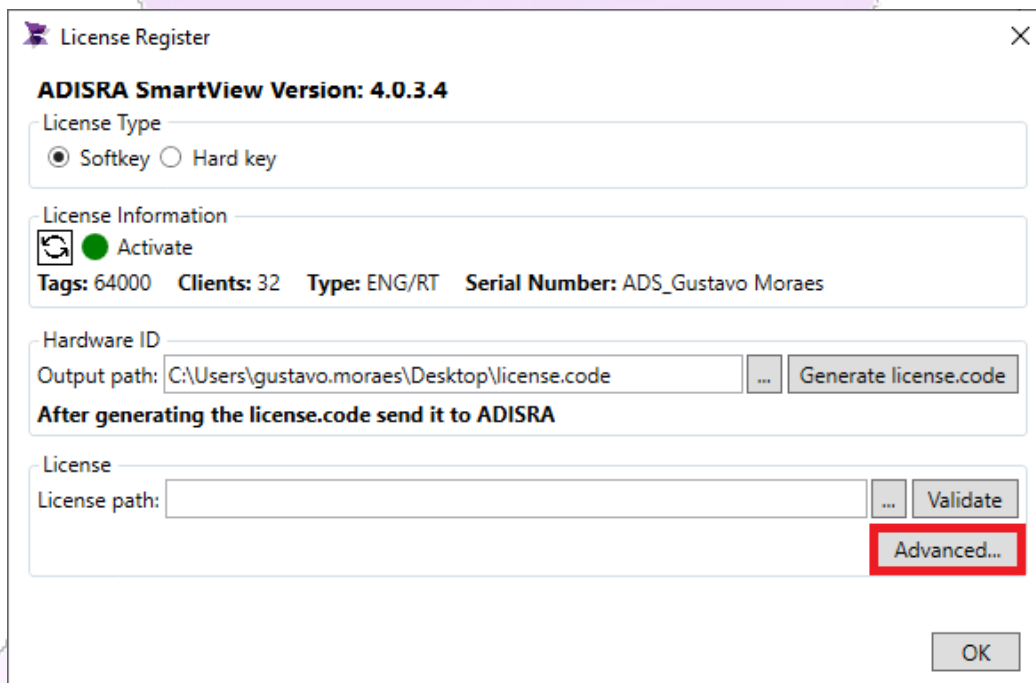 License Register
ADISRA SmartView Version: 4.0.3.4
License Type
Softkey Hard key
License Information
Activate
Tags: 64000 Clients: 32 Type: ENG/RT Serial Number: ADS_Gustavo Moraes
Hardware ID
Output path: C:\Users\gustavo.moraes\Desktop\license.code ... Generate license.code
After generating the license.code send it to ADISRA
License
License path: ... Validate
Advanced...
OK